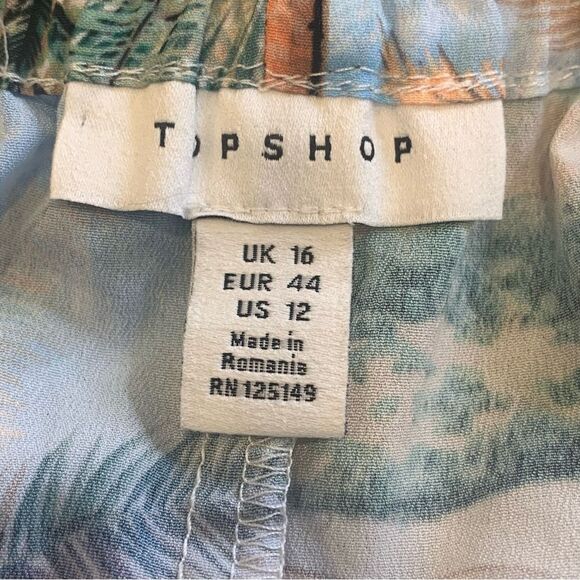 TOPSHOP
UK 16
EUR 44
US 12
Made in
Romania
RN 125149